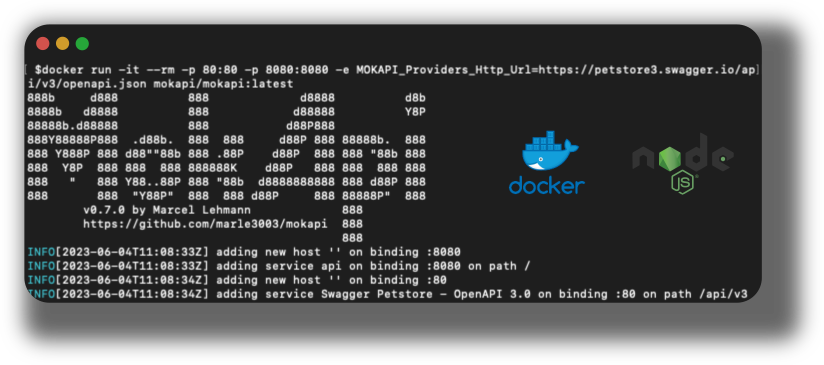 [ $docker run -it --rm -p 80:80 -p 8080:8080 -e MOKAPI_Providers_Http_Url=https://petstore3.swagger.io/ap]
i/v3/openapi.json mokapi/mokapi:latest
888b     d888          888             d8888          d8b
8888b   d8888          888            d88888          Y8P
88888b.d88888          888           d88P888
888Y88888P888  .d88b.  888  888     d88P 888 88888b.  888
888 Y888P 888 d88""88b 888 .88P    d88P  888 888 "88b 888
888  Y8P  888 888  888 888888K    d88P   888 888  888 888
888   "   888 Y88..88P 888 "88b  d8888888888 888 d88P 888
888       888  "Y88P"  888  888 d88P     888 88888P"  888
        v0.7.0 by Marcel Lehmann             888
        https://github.com/marle3003/mokapi  888
                                             888
docker
node
JS
INFO[2023-06-04T11:08:33Z] adding new host '' on binding :8080
INFO[2023-06-04T11:08:33Z] adding service api on binding :8080 on path /
INFO[2023-06-04T11:08:34Z] adding new host '' on binding :80
INFO[2023-06-04T11:08:34Z] adding service Swagger Petstore - OpenAPI 3.0 on binding :80 on path /api/v3